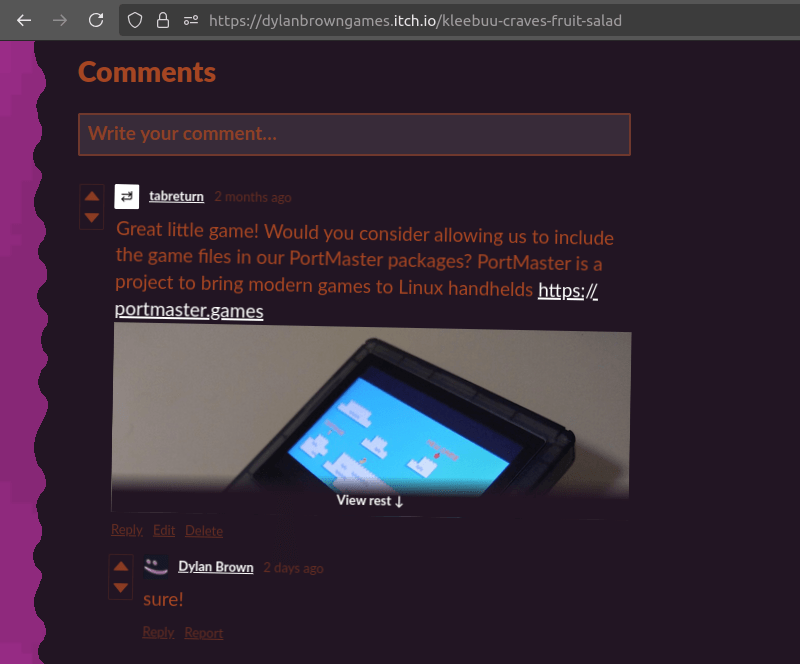 https://dylanbrowngames.itch.io/kleebuu-craves-fruit-salad
Comments
Write your comment...
tabreturn 2 months ago
Great little game! Would you consider allowing us to include
the game files in our PortMaster packages? PortMaster is a
project to bring modern games to Linux handhelds https://
portmaster.games
View rest ↓
Reply Edit Delete
Dylan Brown 2 days ago
sure!
Reply Report